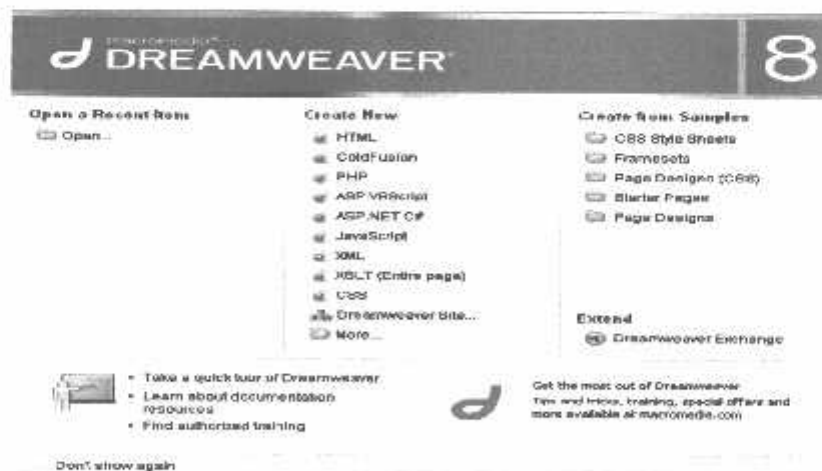 macromedia
DREAMWEAVER
8
Open a Recent Item
Open...
Create New
HTML
ColdFusion
PHP
ASP VBScript
ASP.NET C#
JavaScript
XML
XSLT (Entire page)
CSS
Dreamweaver Site...
More...
Create from Samples
CSS Style Sheets
Framesets
Page Designs (CSS)
Starter Pages
Page Designs
Extend
Dreamweaver Exchange
• Take a quick tour of Dreamweaver
• Learn about documentation
resources
• Find authorized training
Get the most out of Dreamweaver
Tips and tricks, training, special offers and
more available at macromedia.com
Don't show again